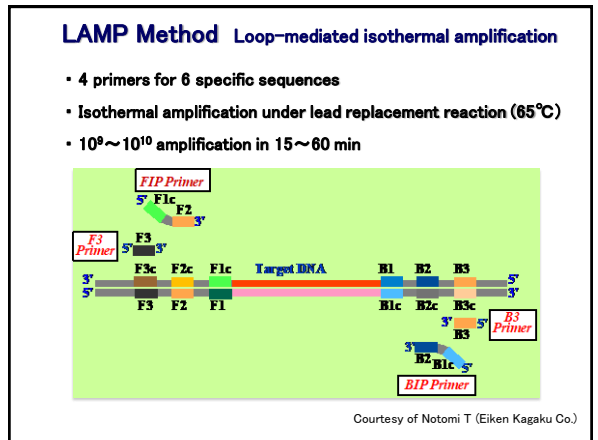 LAMP Method Loop-mediated isothermal amplification
・4 primers for 6 specific sequences
・Isothermal amplification under lead replacement reaction (65℃)
・10⁹～10¹⁰ amplification in 15～60 min
FIP Primer
5' F1c
F2
3'
F3
Primer
F3
5' 3'
3' F3c F2c F1c Target DNA B1 B2 B3 5'
5' F3 F2 F1 B1c B2c B3c 3'
3' 5'
B3
B3
Primer
3'
B2 B1c 5'
BIP Primer
Courtesy of Notomi T (Eiken Kagaku Co.)